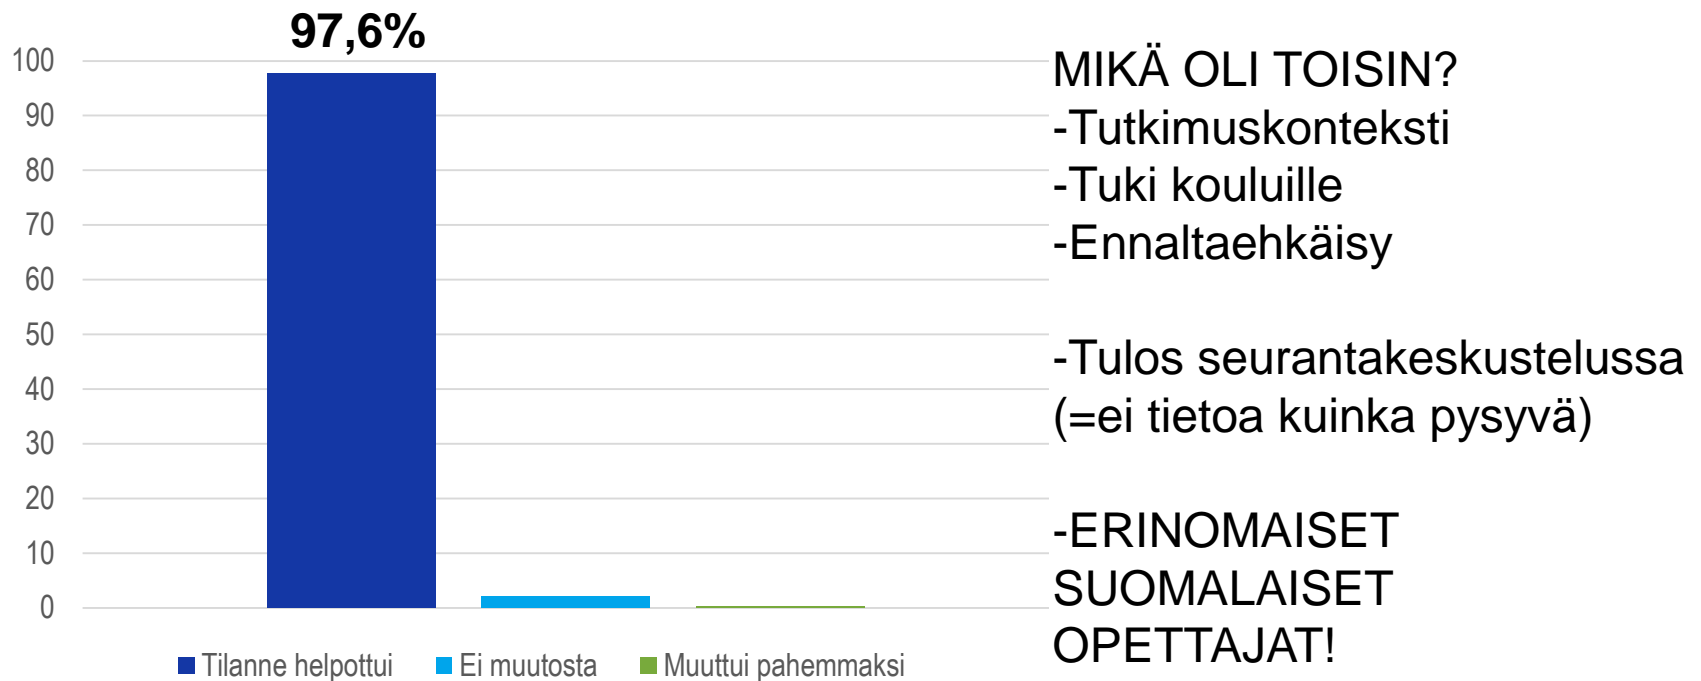 97,6%
100
90
80
70
60
50
40
30
20
10
0
Tilanne helpottui
Ei muutosta
Muuttui pahemmaksi
MIKÄ OLI TOISIN?
-Tutkimuskonteksti
-Tuki kouluille
-Ennaltaehkäisy
-Tulos seurantakeskustelussa
(=ei tietoa kuinka pysyvä)
-ERINOMAISET
SUOMALAISET
OPETTAJAT!